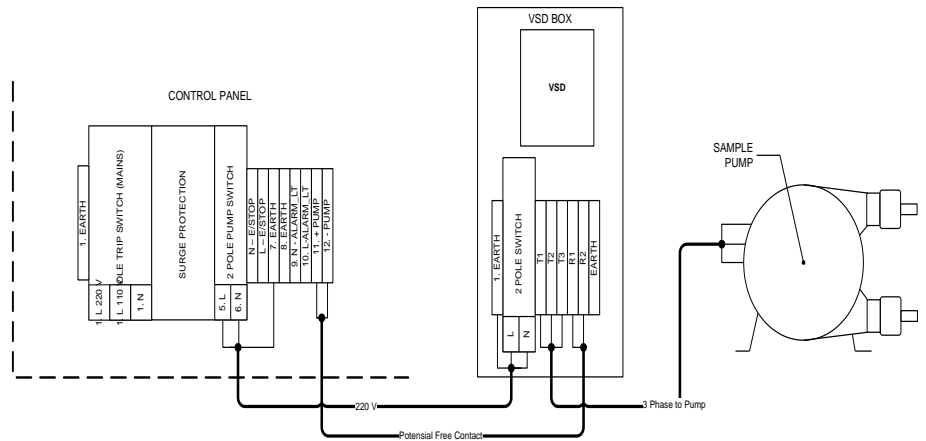 VSD BOX
VSD
CONTROL PANEL
SAMPLE
PUMP
1. EARTH
OLE TRIP SWITCH (MAINS)
SURGE PROTECTION
2 POLE PUMP SWITCH
N – E/STOP
L – E/STOP
7. EARTH
8. EARTH
9. N - ALARM_LT
10. L-ALARM_LT
11. + PUMP
12. - PUMP
1. L 220 V
1. L 110 V
1. N
5. L
6. N
1. EARTH
2 POLE SWITCH
T1
T2
T3
R1
R2
EARTH
L
N
220 V
3 Phase to Pump
Potensial Free Contact